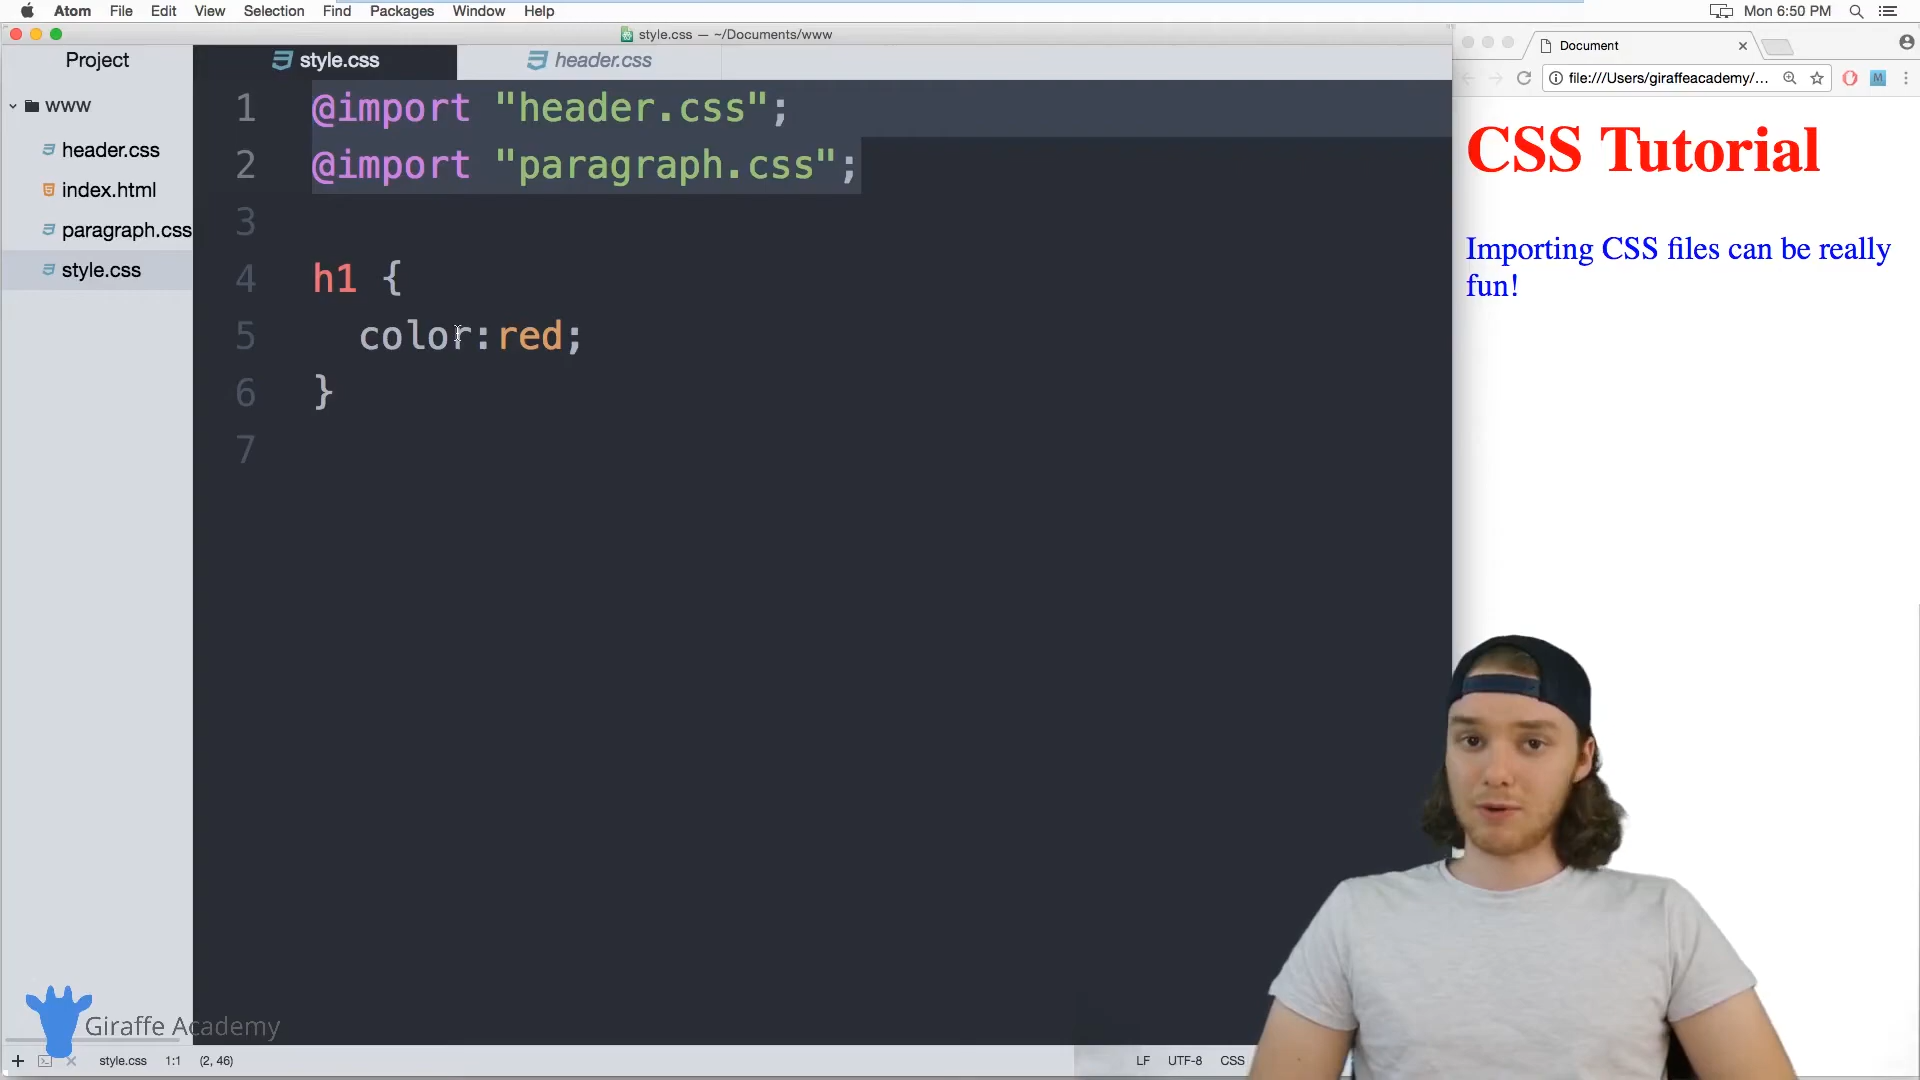 Atom File Edit View Selection Find Packages Window Help
Mon 6:50 PM
style.css — ~/Documents/www
Project
www
header.css
index.html
paragraph.css
style.css
style.css
header.css
1 @import "header.css";
2 @import "paragraph.css";
3
4 h1 {
5 color:red;
6 }
7
Document
file:///Users/giraffeacademy/...
M
CSS Tutorial
Importing CSS files can be really
fun!
Giraffe Academy
style.css 1:1 (2, 46)
LF UTF-8 CSS